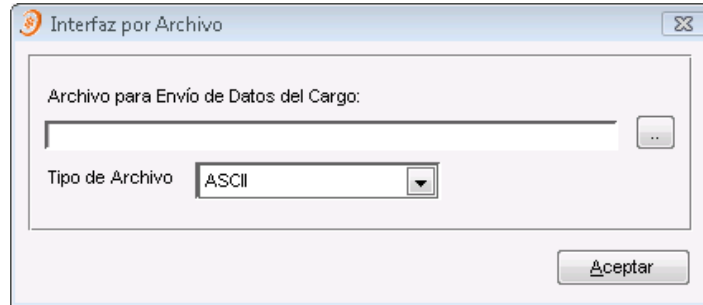 Interfaz por Archivo
Archivo para Envío de Datos del Cargo:
..
Tipo de Archivo ASCII
Aceptar